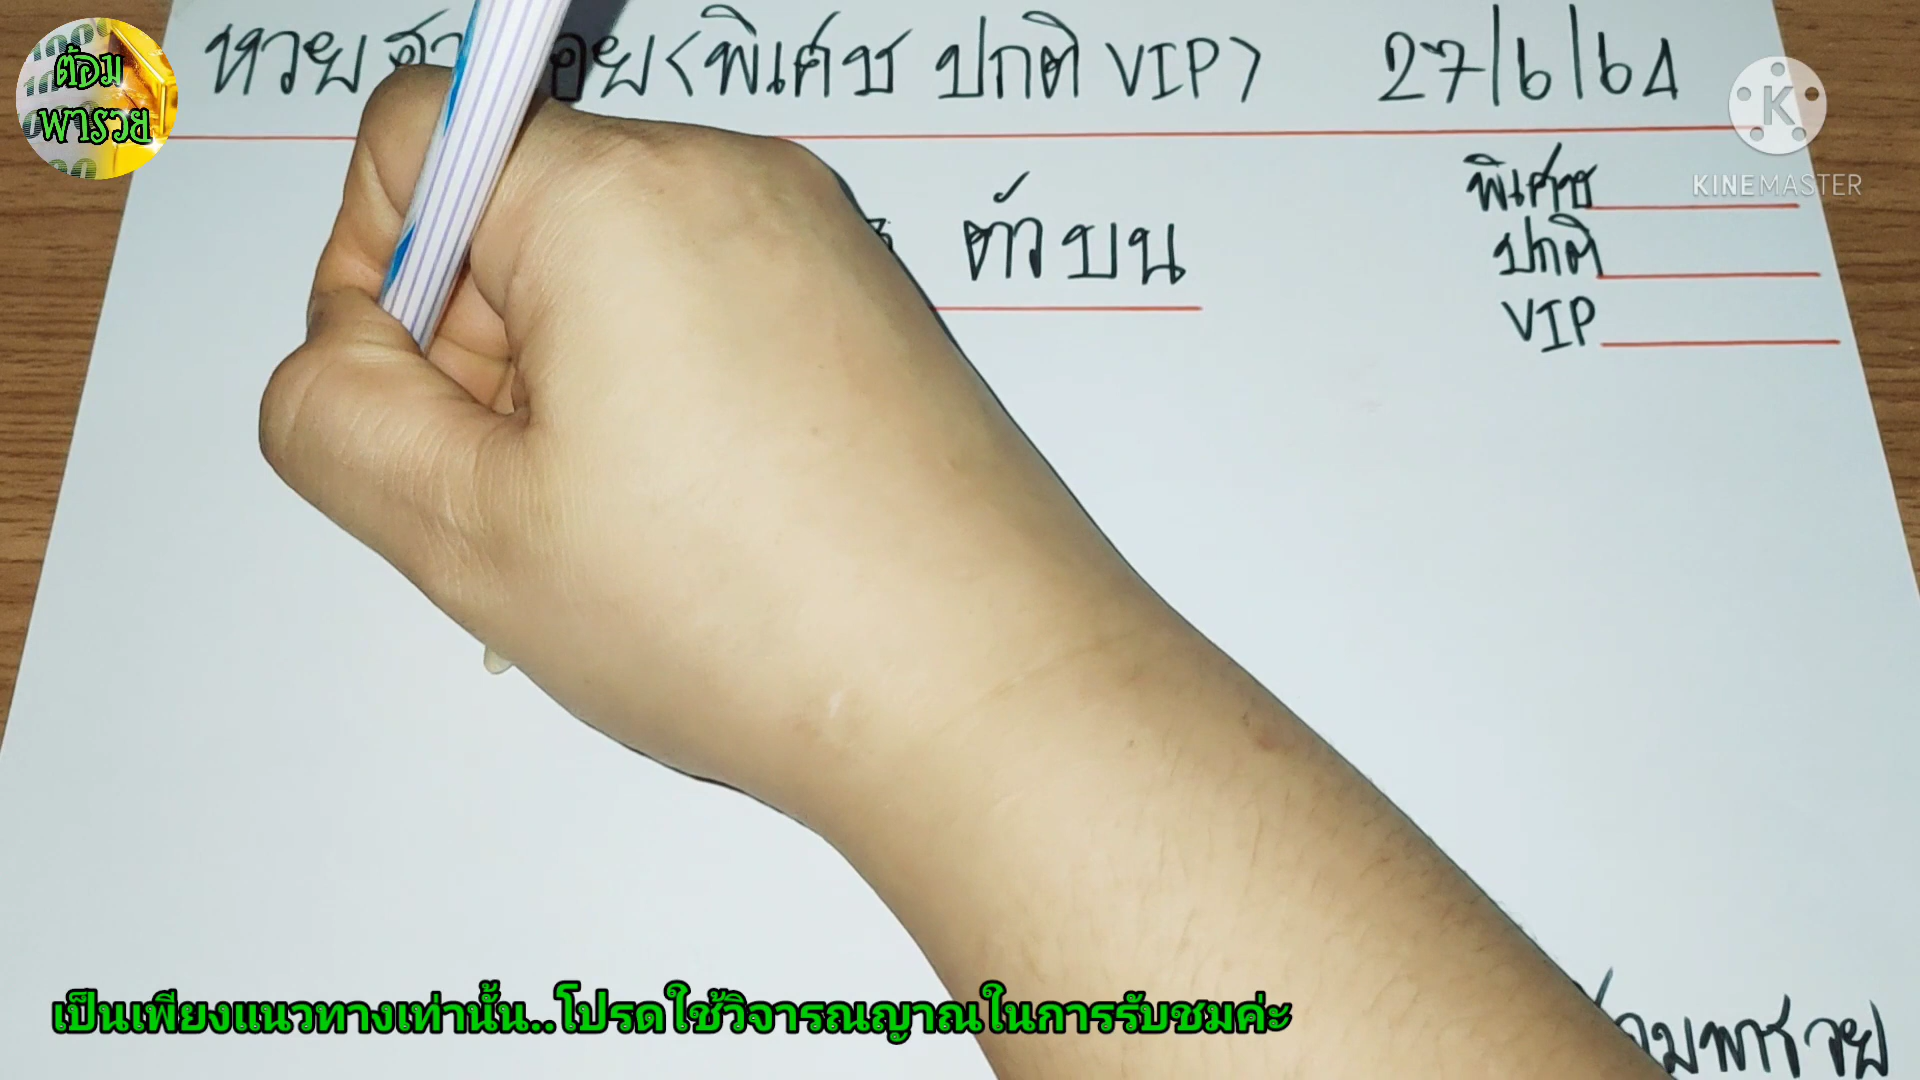 ต้อม
พารวย
หวย <พิเศษ ปกติ VIP> 27/6/64
KINEMASTER
ตัวบน
พิเศษ
ปกติ
VIP
เป็นเพียงแนวทางเท่านั้น..โปรดใช้วิจารณญาณในการรับชมค่ะ
พารวย